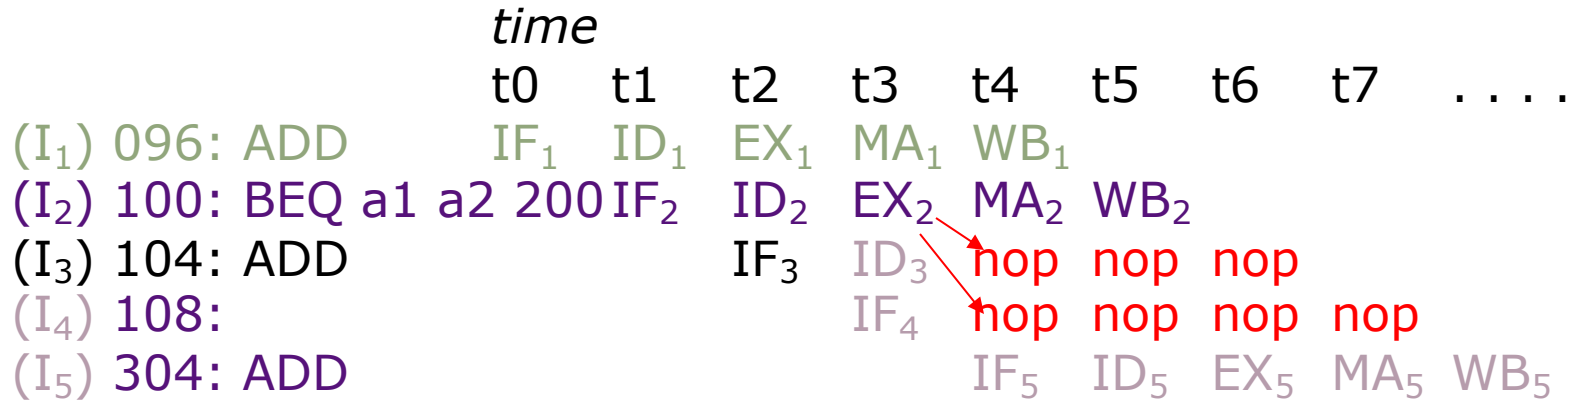 time
t0 t1 t2 t3 t4 t5 t6 t7 . . . .
(I₁) 096: ADD IF₁ ID₁ EX₁ MA₁ WB₁
(I₂) 100: BEQ a1 a2 200 IF₂ ID₂ EX₂ MA₂ WB₂
(I₃) 104: ADD IF₃ ID₃ nop nop nop
(I₄) 108: IF₄ nop nop nop nop
(I₅) 304: ADD IF₅ ID₅ EX₅ MA₅ WB₅